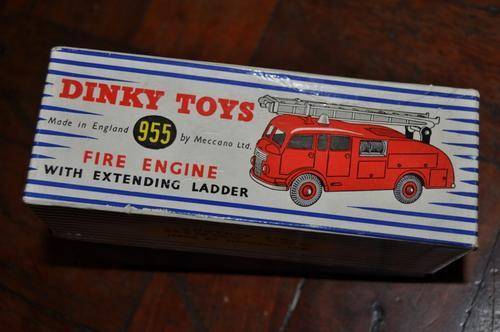 DINKY TOYS
Made in England 955 by Meccano Ltd.
FIRE ENGINE
WITH EXTENDING LADDER